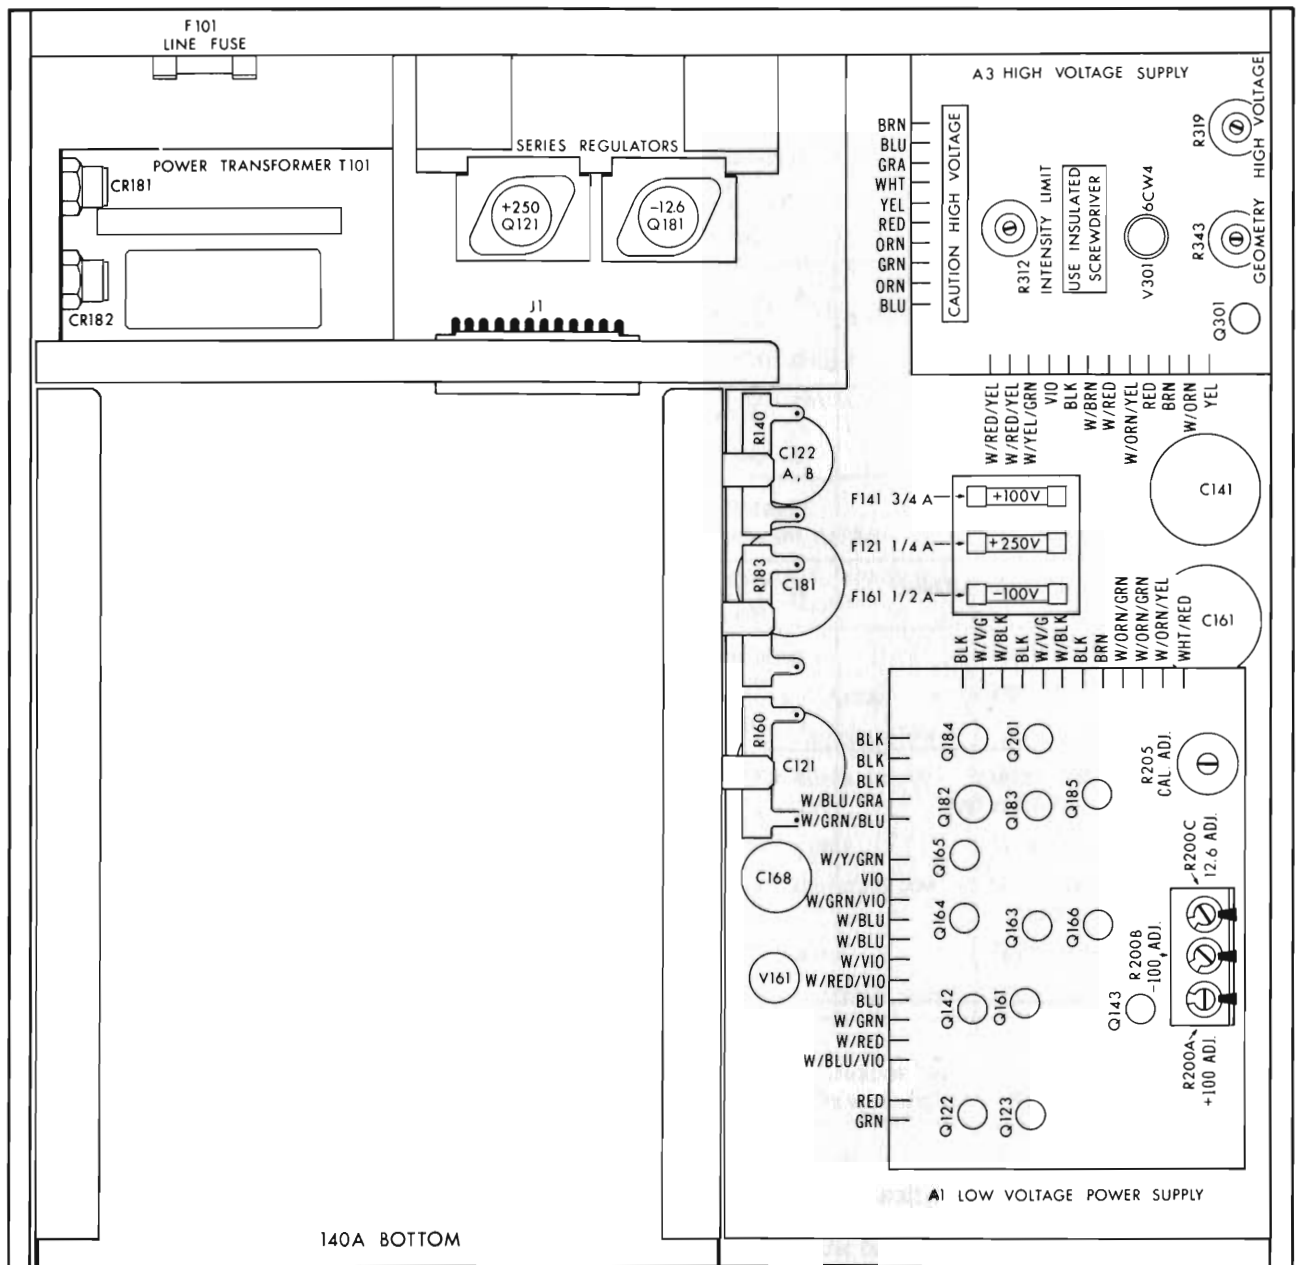 F101
LINE FUSE
POWER TRANSFORMER T101
CR181
CR182
SERIES REGULATORS
+250
Q121
-12.6
Q181
J1
A3 HIGH VOLTAGE SUPPLY
BRN
BLU
GRA
WHT
YEL
RED
ORN
GRN
ORN
BLU
CAUTION HIGH VOLTAGE
R312
INTENSITY LIMIT
USE INSULATED
SCREWDRIVER
V301
6CW4
R319
HIGH VOLTAGE
R343
GEOMETRY
Q301
W/RED/YEL
W/RED/YEL
W/YEL/GRN
VIO
BLK
W/BRN
W/RED
W/ORN/YEL
RED
BRN
W/ORN
YEL
R140
C122
A,B
R183
C181
R160
C121
C168
V161
F141 3/4 A
+100V
F121 1/4 A
+250V
F161 1/2 A
-100V
C141
C161
BLK
W/V/G
W/BLK
BLK
W/V/G
W/BLK
BLK
BRN
W/ORN/GRN
W/ORN/GRN
W/ORN/YEL
WHT/RED
BLK
BLK
BLK
W/BLU/GRA
W/GRN/BLU
W/Y/GRN
VIO
W/GRN/VIO
W/BLU
W/BLU
W/VIO
W/RED/VIO
BLU
W/GRN
W/RED
W/BLU/VIO
RED
GRN
Q184
Q201
Q182
Q183
Q185
Q165
Q164
Q163
Q166
Q142
Q161
Q143
Q122
Q123
R205
CAL. ADJ.
R200C
12.6 ADJ.
R200B
-100 ADJ.
R200A
+100 ADJ.
A1 LOW VOLTAGE POWER SUPPLY
140A BOTTOM